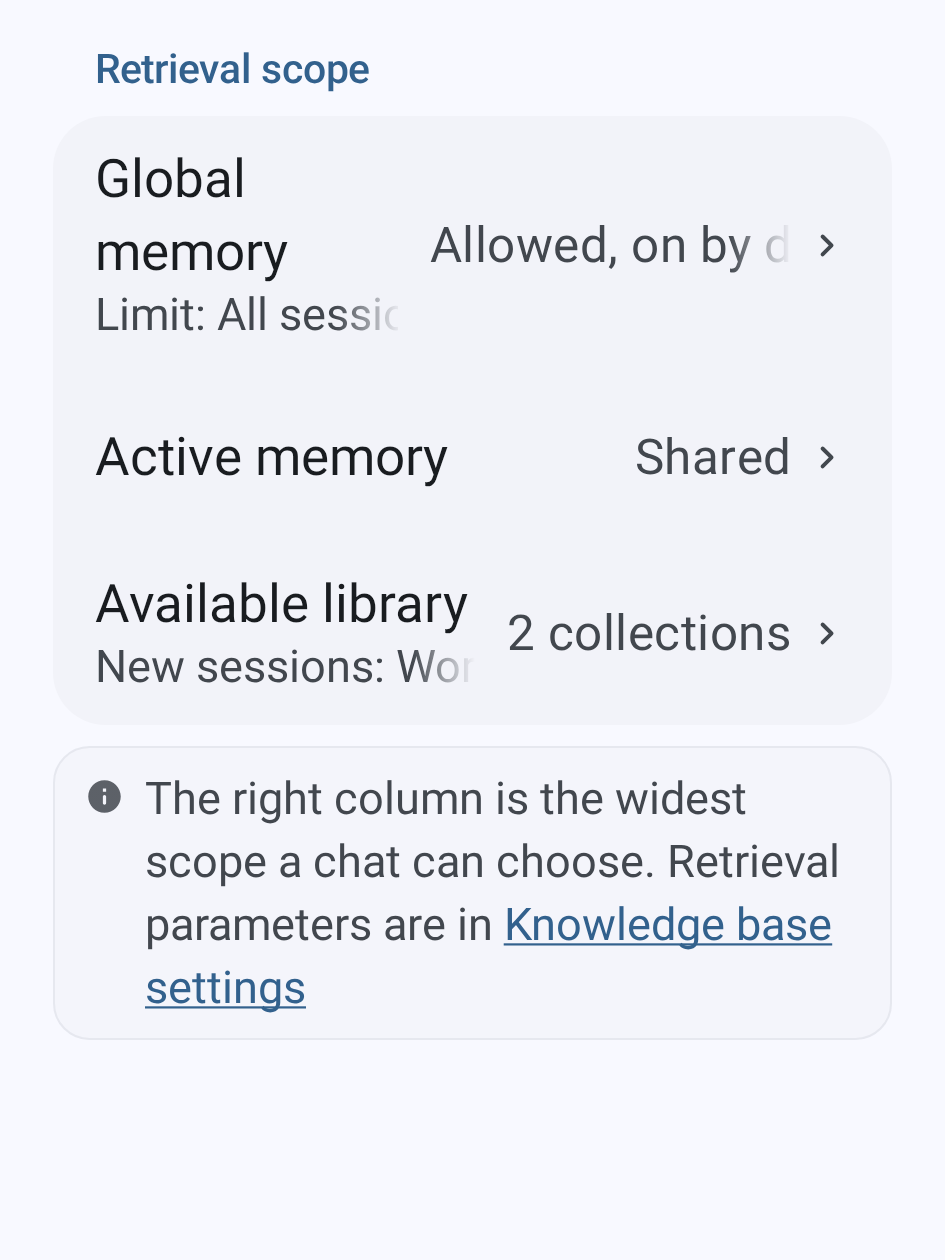 Retrieval scope
Global
memory
Allowed, on by
Limit: All
Active memory
Shared
Available library
2 collections
New sessions:
The right column is the widest
scope a chat can choose. Retrieval
parameters are in Knowledge base
settings